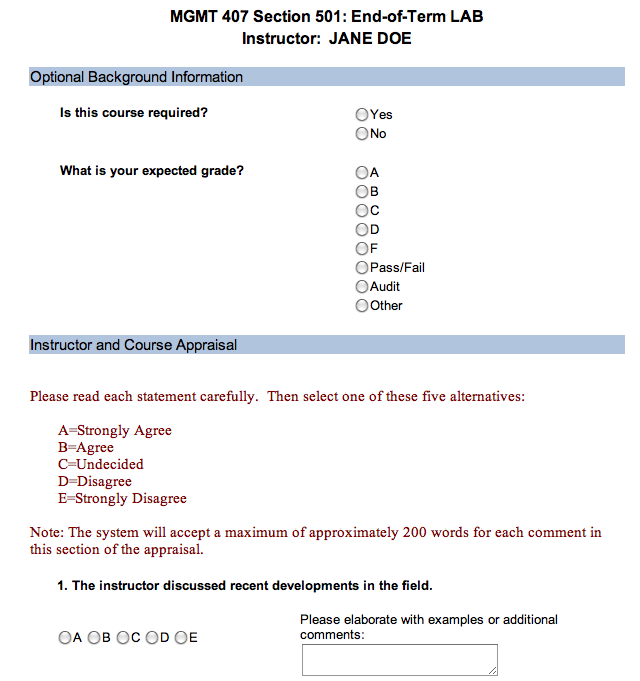 MGMT 407 Section 501: End-of-Term LAB
Instructor: JANE DOE
Optional Background Information
Is this course required?
Yes
No
What is your expected grade?
A
B
C
D
F
Pass/Fail
Audit
Other
Instructor and Course Appraisal
Please read each statement carefully. Then select one of these five alternatives:
A=Strongly Agree
B=Agree
C=Undecided
D=Disagree
E=Strongly Disagree
Note: The system will accept a maximum of approximately 200 words for each comment in
this section of the appraisal.
1. The instructor discussed recent developments in the field.
A B C D E
Please elaborate with examples or additional
comments: